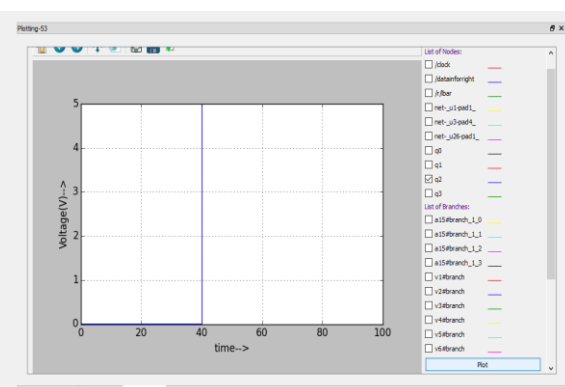 Plotting-53
List of Nodes:
/clock
/datainforright
/r/lbar
net-_u1-pad1_
net-_u3-pad4_
net-_u26-pad1_
q0
q1
q2
q3
List of Branches:
a15#branch_1_0
a15#branch_1_1
a15#branch_1_2
a15#branch_1_3
v1#branch
v2#branch
v3#branch
v4#branch
v5#branch
v6#branch
Plot
Voltage(V)-->
5
4
3
2
1
0
0 20 40 60 80 100
time-->